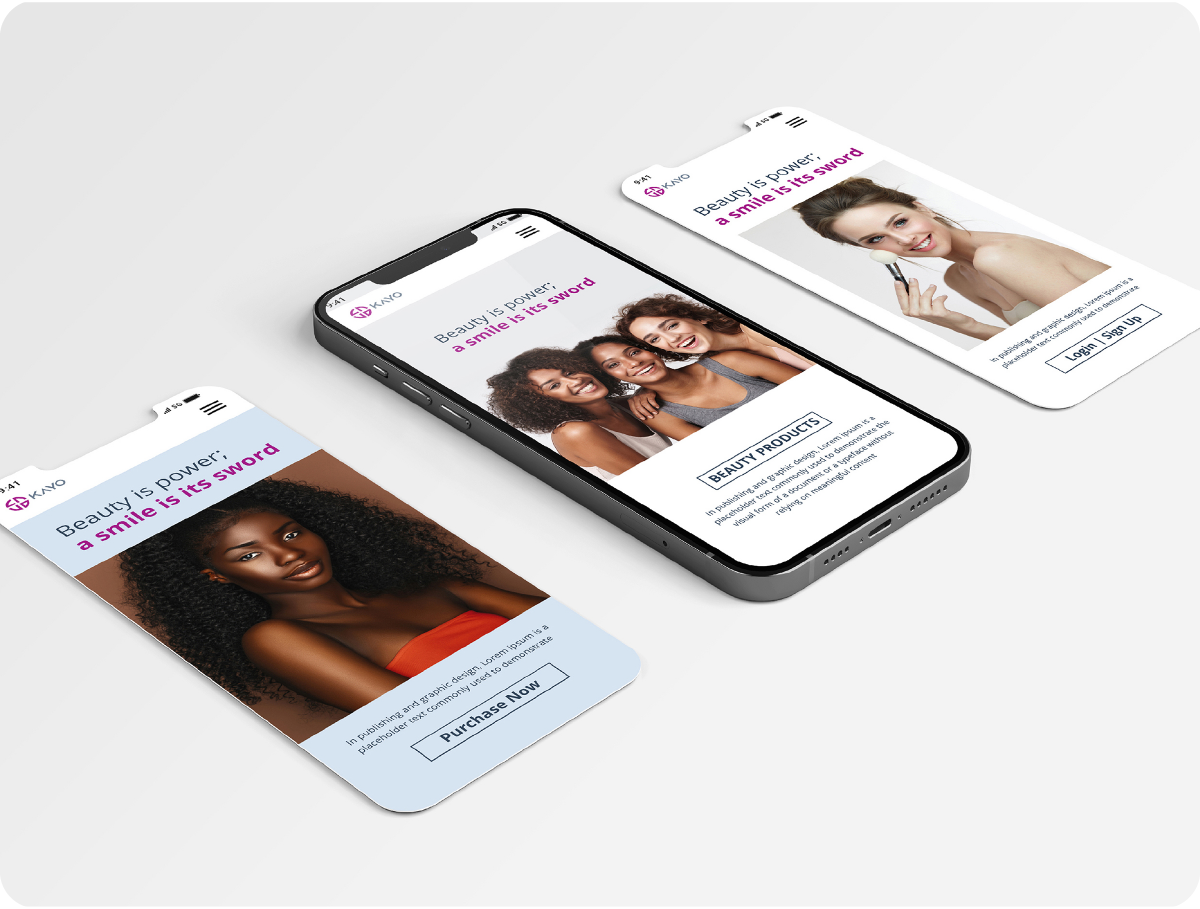 9:41
5G
KAYO
Beauty is power;
a smile is its sword
In publishing and graphic design, Lorem ipsum is a
placeholder text commonly used to demonstrate
Purchase Now
9:41
5G
KAYO
Beauty is power;
a smile is its sword
BEAUTY PRODUCTS
In publishing and graphic design, Lorem ipsum is a
placeholder text commonly used to demonstrate the
visual form of a document or a typeface without
relying on meaningful content
9:41
5G
KAYO
Beauty is power;
a smile is its sword
In publishing and graphic design, Lorem ipsum is a
placeholder text commonly used to demonstrate
Login | Sign Up